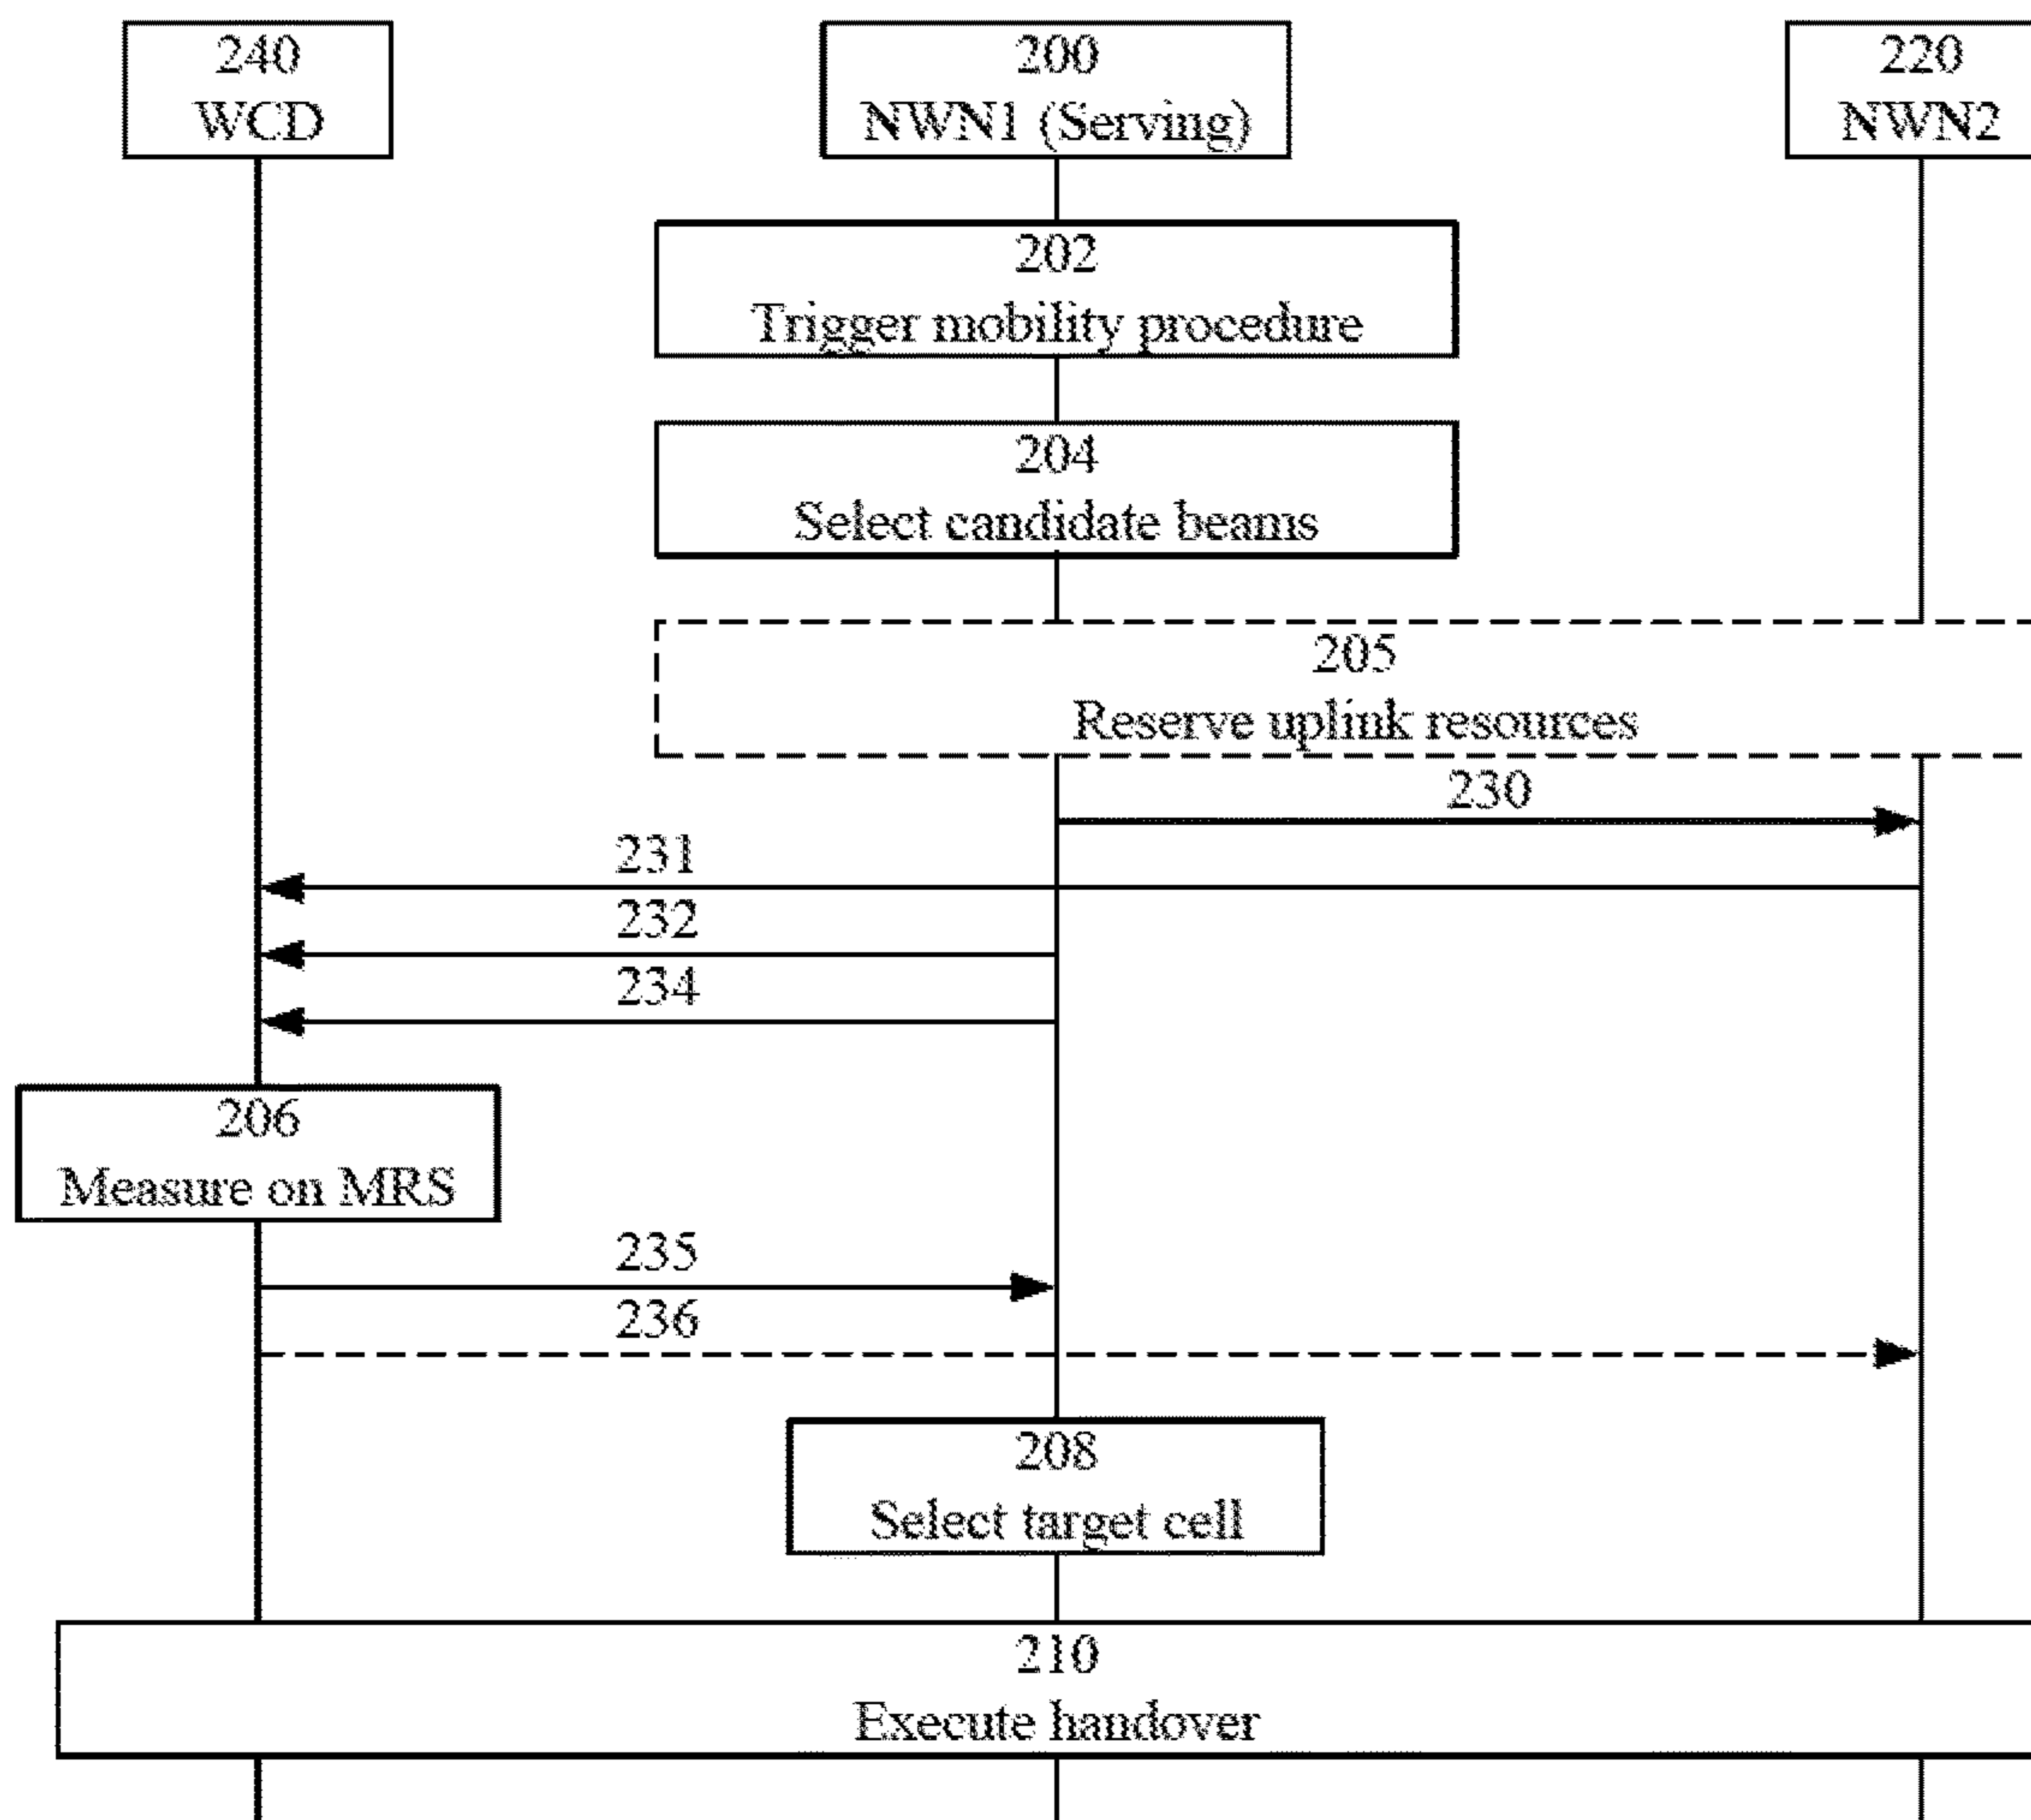 240
WCD
200
NWN1 (Serving)
220
NWN2
202
Trigger mobility procedure
204
Select candidate beams
205
Reserve uplink resources
230
231
232
234
206
Measure on MRS
235
236
208
Select target cell
210
Execute handover